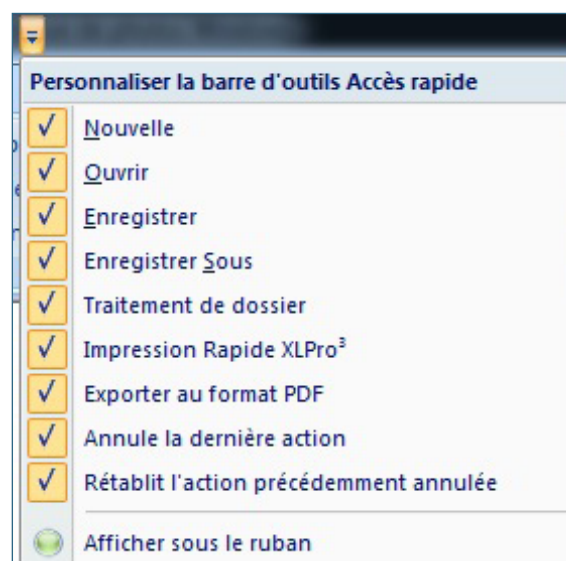 Personnaliser la barre d'outils Accès rapide
Nouvelle
Ouvrir
Enregistrer
Enregistrer Sous
Traitement de dossier
Impression Rapide XLPro³
Exporter au format PDF
Annule la dernière action
Rétablit l'action précédemment annulée
Afficher sous le ruban